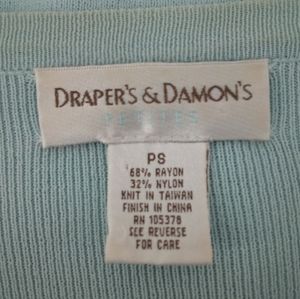 DRAPER'S & DAMON'S
PETITES
PS
68% RAYON
32% NYLON
KNIT IN TAIWAN
FINISH IN CHINA
RN 105378
SEE REVERSE
FOR CARE